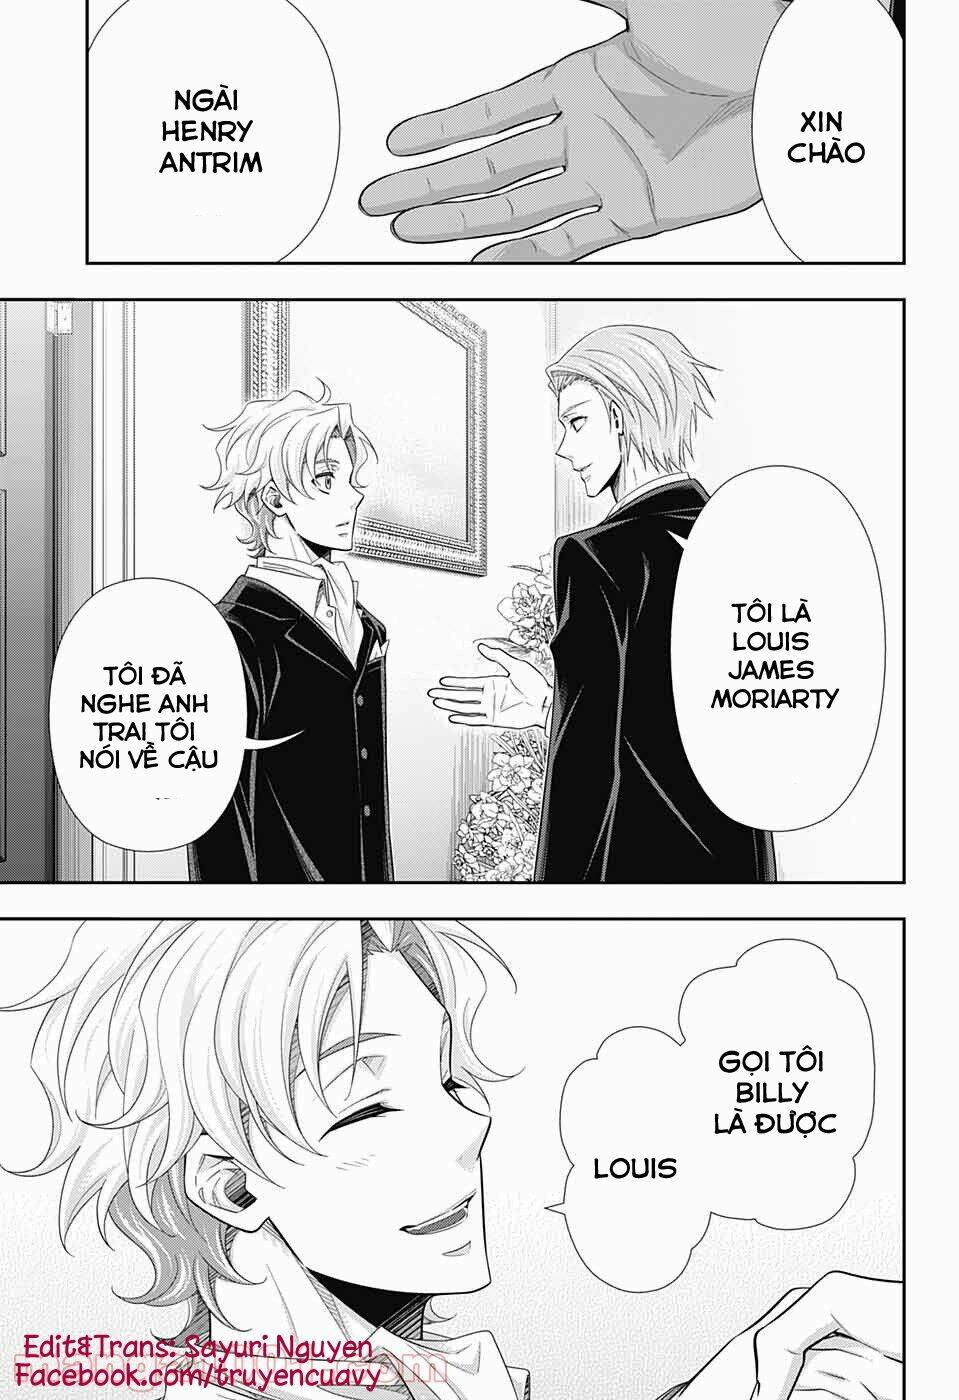 XIN
CHÀO
NGÀI
HENRY
ANTRIM
TÔI LÀ
LOUIS
JAMES
MORIARTY
TÔI ĐÃ
NGHE ANH
TRAI TÔI
NÓI VỀ CẬU
GỌI TÔI
BILLY
LÀ ĐƯỢC
LOUIS
Edit&Trans: Sayuri Nguyen
Facebook.com/truyencuavy